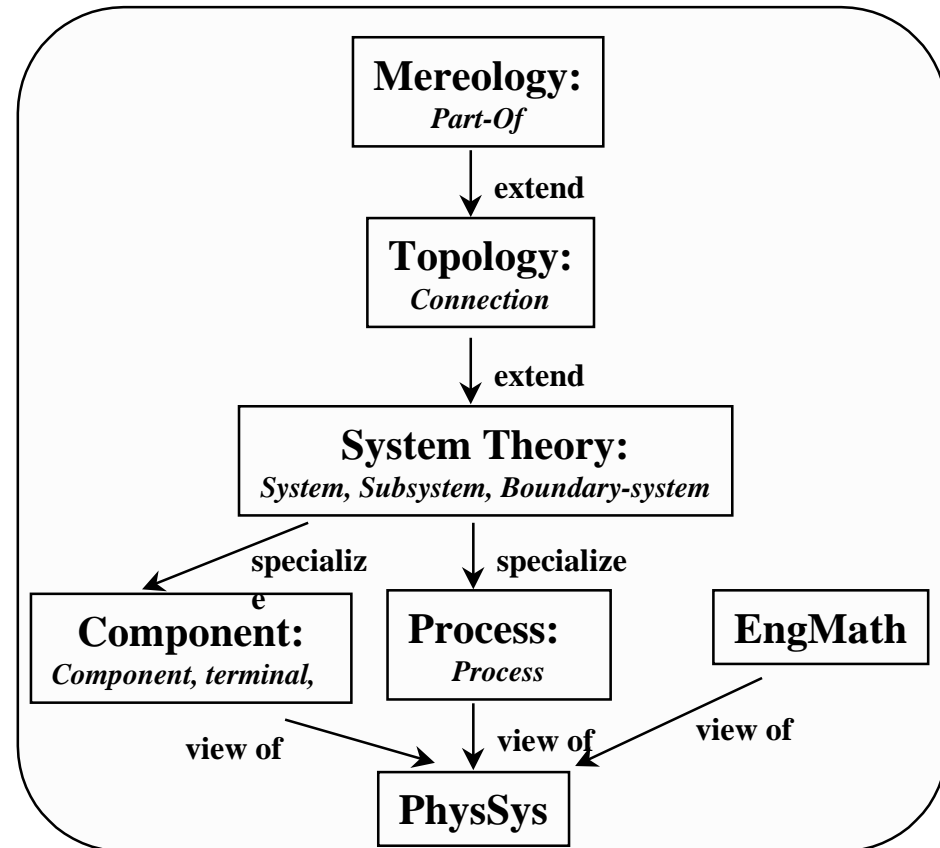 Mereology:
Part-Of
extend
Topology:
Connection
extend
System Theory:
System, Subsystem, Boundary-system
specializ
e
specialize
Component:
Component, terminal,
Process:
Process
EngMath
view of
view of
view of
PhysSys